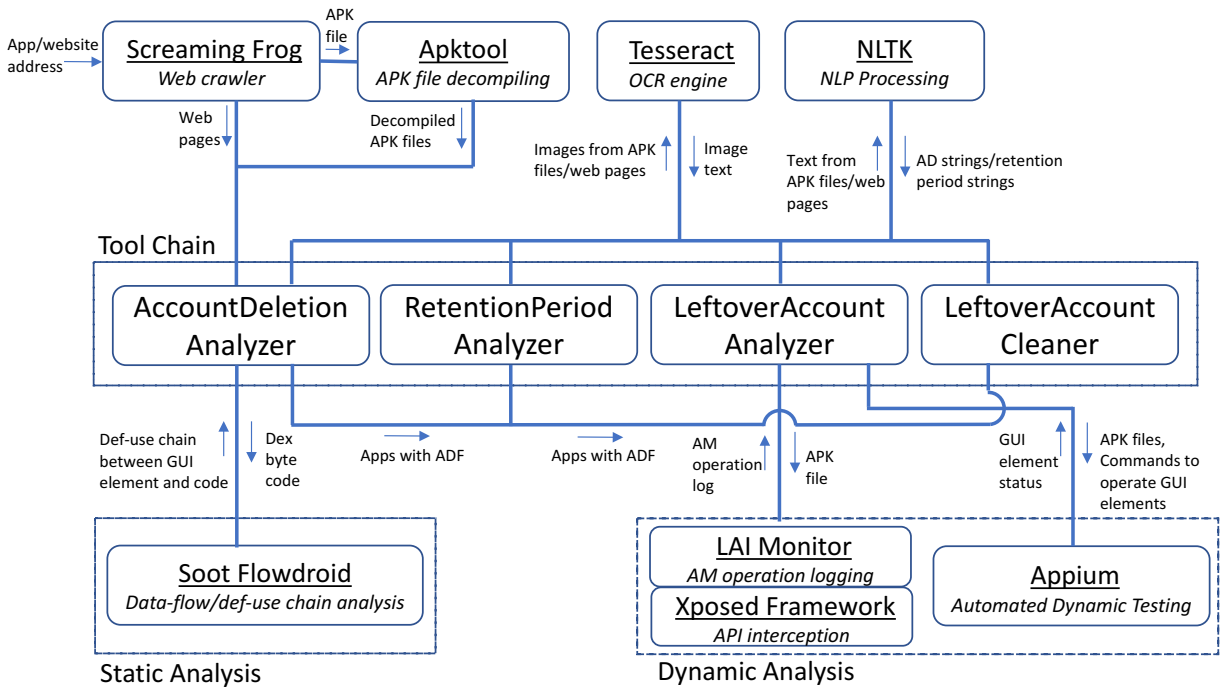 App/website
address
Screaming Frog
Web crawler
APK
file
Apktool
APK file decompiling
Tesseract
OCR engine
NLTK
NLP Processing
Web
pages
Decompiled
APK files
Images from APK
files/web pages
Image
text
Text from
APK files/web
pages
AD strings/retention
period strings
Tool Chain
AccountDeletion
Analyzer
RetentionPeriod
Analyzer
LeftoverAccount
Analyzer
LeftoverAccount
Cleaner
Def-use chain
between GUI
element and code
Dex
byte
code
Apps with ADF
Apps with ADF
AM
operation
log
APK
file
GUI
element
status
APK files,
Commands to
operate GUI
elements
Soot Flowdroid
Data-flow/def-use chain analysis
Static Analysis
LAI Monitor
AM operation logging
Xposed Framework
API interception
Appium
Automated Dynamic Testing
Dynamic Analysis